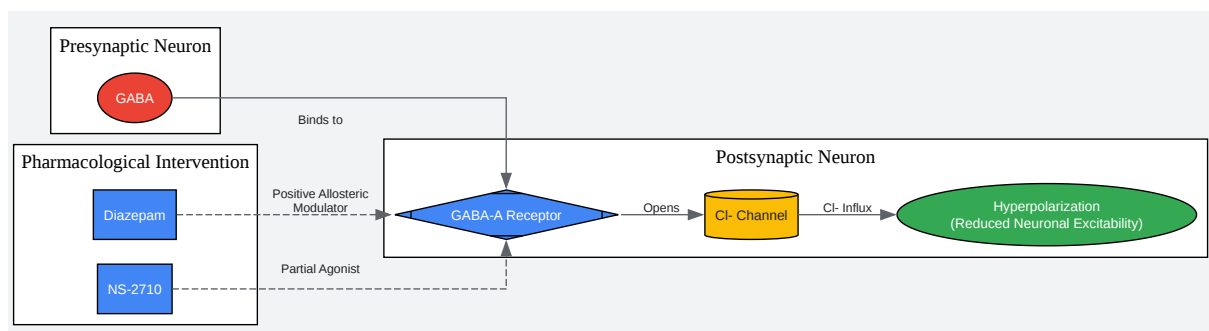 Presynaptic Neuron
GABA
Binds to
Pharmacological Intervention
Diazepam
NS-2710
Positive Allosteric
Modulator
Partial Agonist
Postsynaptic Neuron
GABA-A Receptor
Opens
Cl- Channel
Cl- Influx
Hyperpolarization
(Reduced Neuronal Excitability)